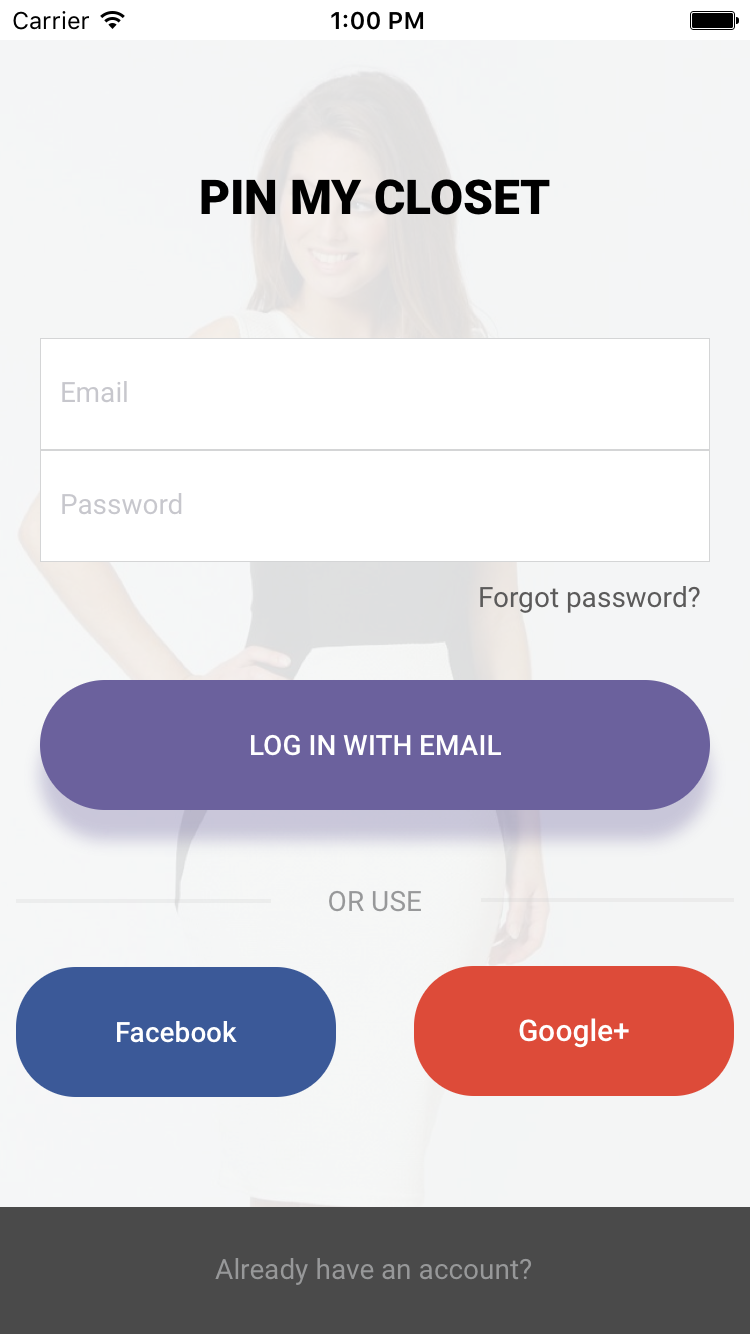 Carrier 1:00 PM
PIN MY CLOSET
Email
Password
Forgot password?
LOG IN WITH EMAIL
OR USE
Facebook Google+
Already have an account?